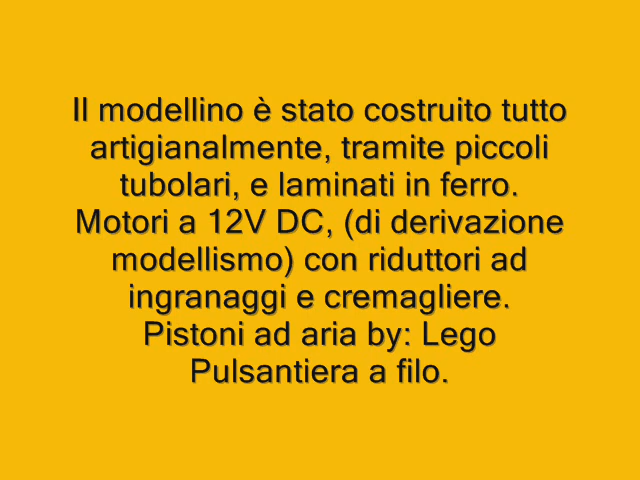 Il modellino è stato costruito tutto
artigianalmente, tramite piccoli
tubolari, e laminati in ferro.
Motori a 12V DC, (di derivazione
modellismo) con riduttori ad
ingranaggi e cremagliere.
Pistoni ad aria by: Lego
Pulsantiera a filo.